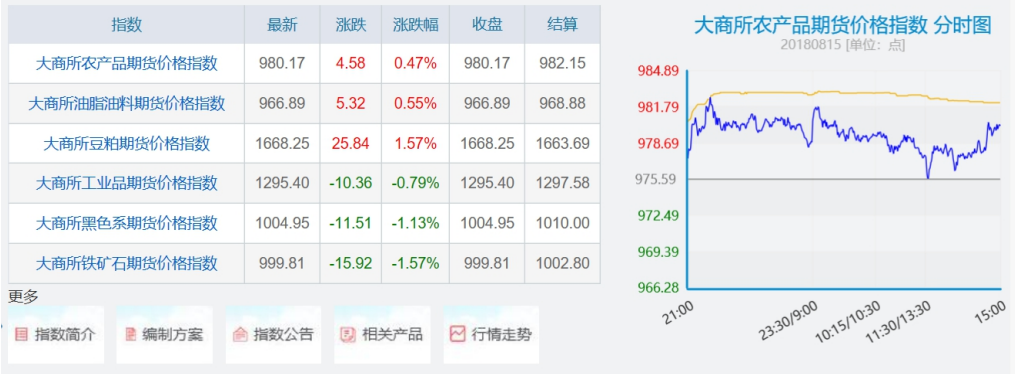 指数 最新 涨跌 涨跌幅 收盘 结算
大商所农产品期货价格指数 980.17 4.58 0.47% 980.17 982.15
大商所油脂油料期货价格指数 966.89 5.32 0.55% 966.89 968.88
大商所豆粕期货价格指数 1668.25 25.84 1.57% 1668.25 1663.69
大商所工业品期货价格指数 1295.40 -10.36 -0.79% 1295.40 1297.58
大商所黑色系期货价格指数 1004.95 -11.51 -1.13% 1004.95 1010.00
大商所铁矿石期货价格指数 999.81 -15.92 -1.57% 999.81 1002.80
更多
指数简介 编制方案 指数公告 相关产品 行情走势
大商所农产品期货价格指数 分时图
20180815 [单位：点]
984.89
981.79
978.69
975.59
972.49
969.39
966.28
21:00 23:30/9:00 10:15/10:30 11:30/13:30 15:00